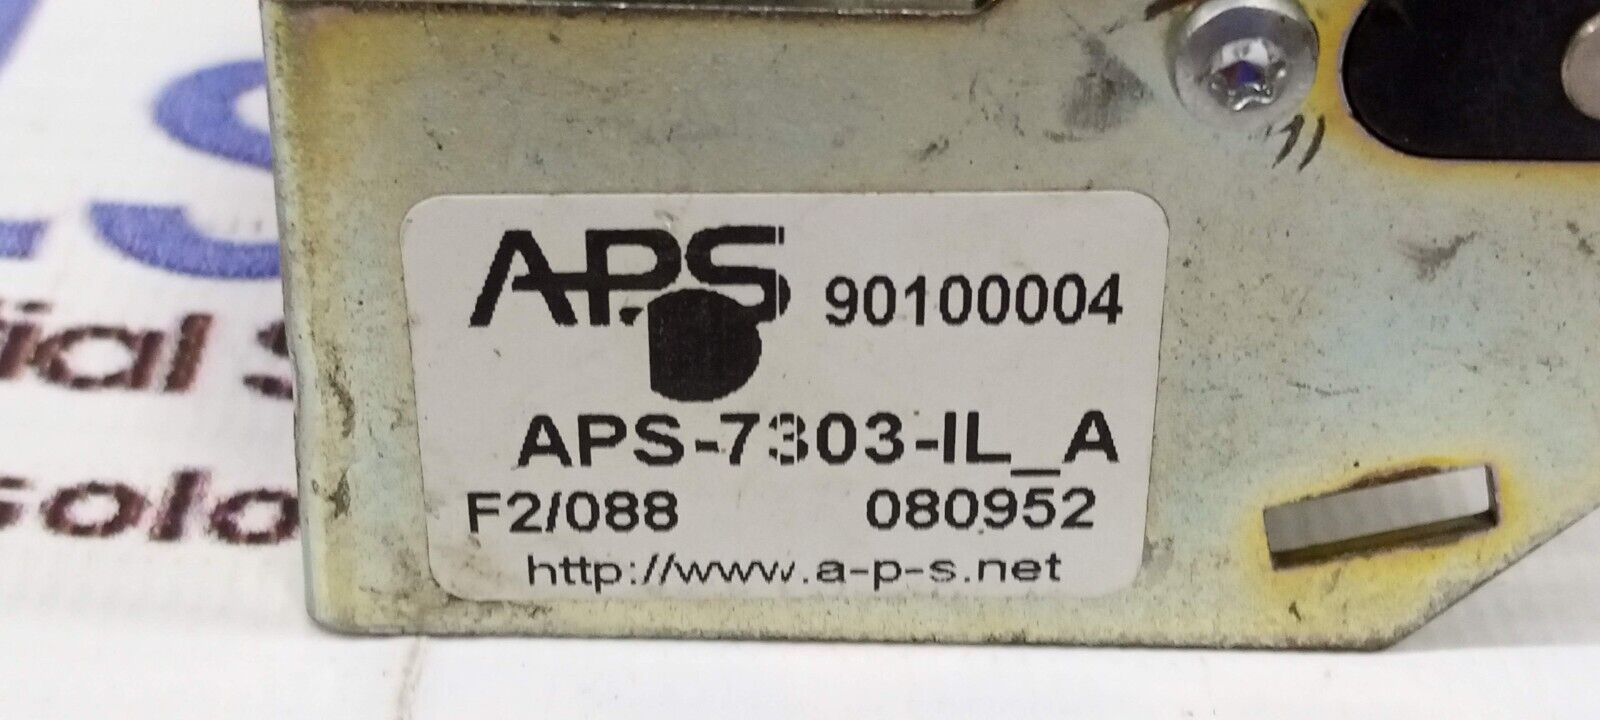 APS 90100004
APS-7303-IL_A
F2/088 080952
http://www.a-p-s.net